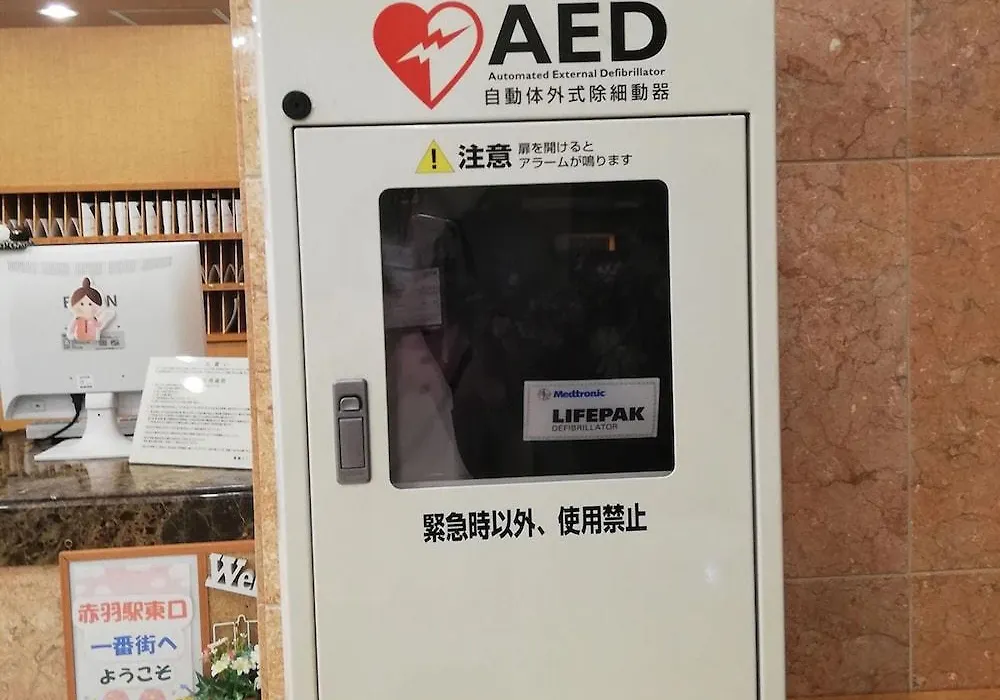 AED
Automated External Defibrillator
自動体外式除細動器
注意
扉を開けると
アラームが鳴ります
Medtronic
LIFEPAK
DEFIBRILLATOR
緊急時以外、使用禁止
赤羽駅東口
一番街へ
ようこそ
We